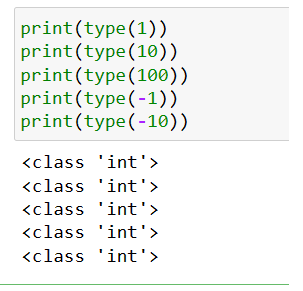 print(type(1))
print(type(10))
print(type(100))
print(type(-1))
print(type(-10))
<class 'int'>
<class 'int'>
<class 'int'>
<class 'int'>
<class 'int'>